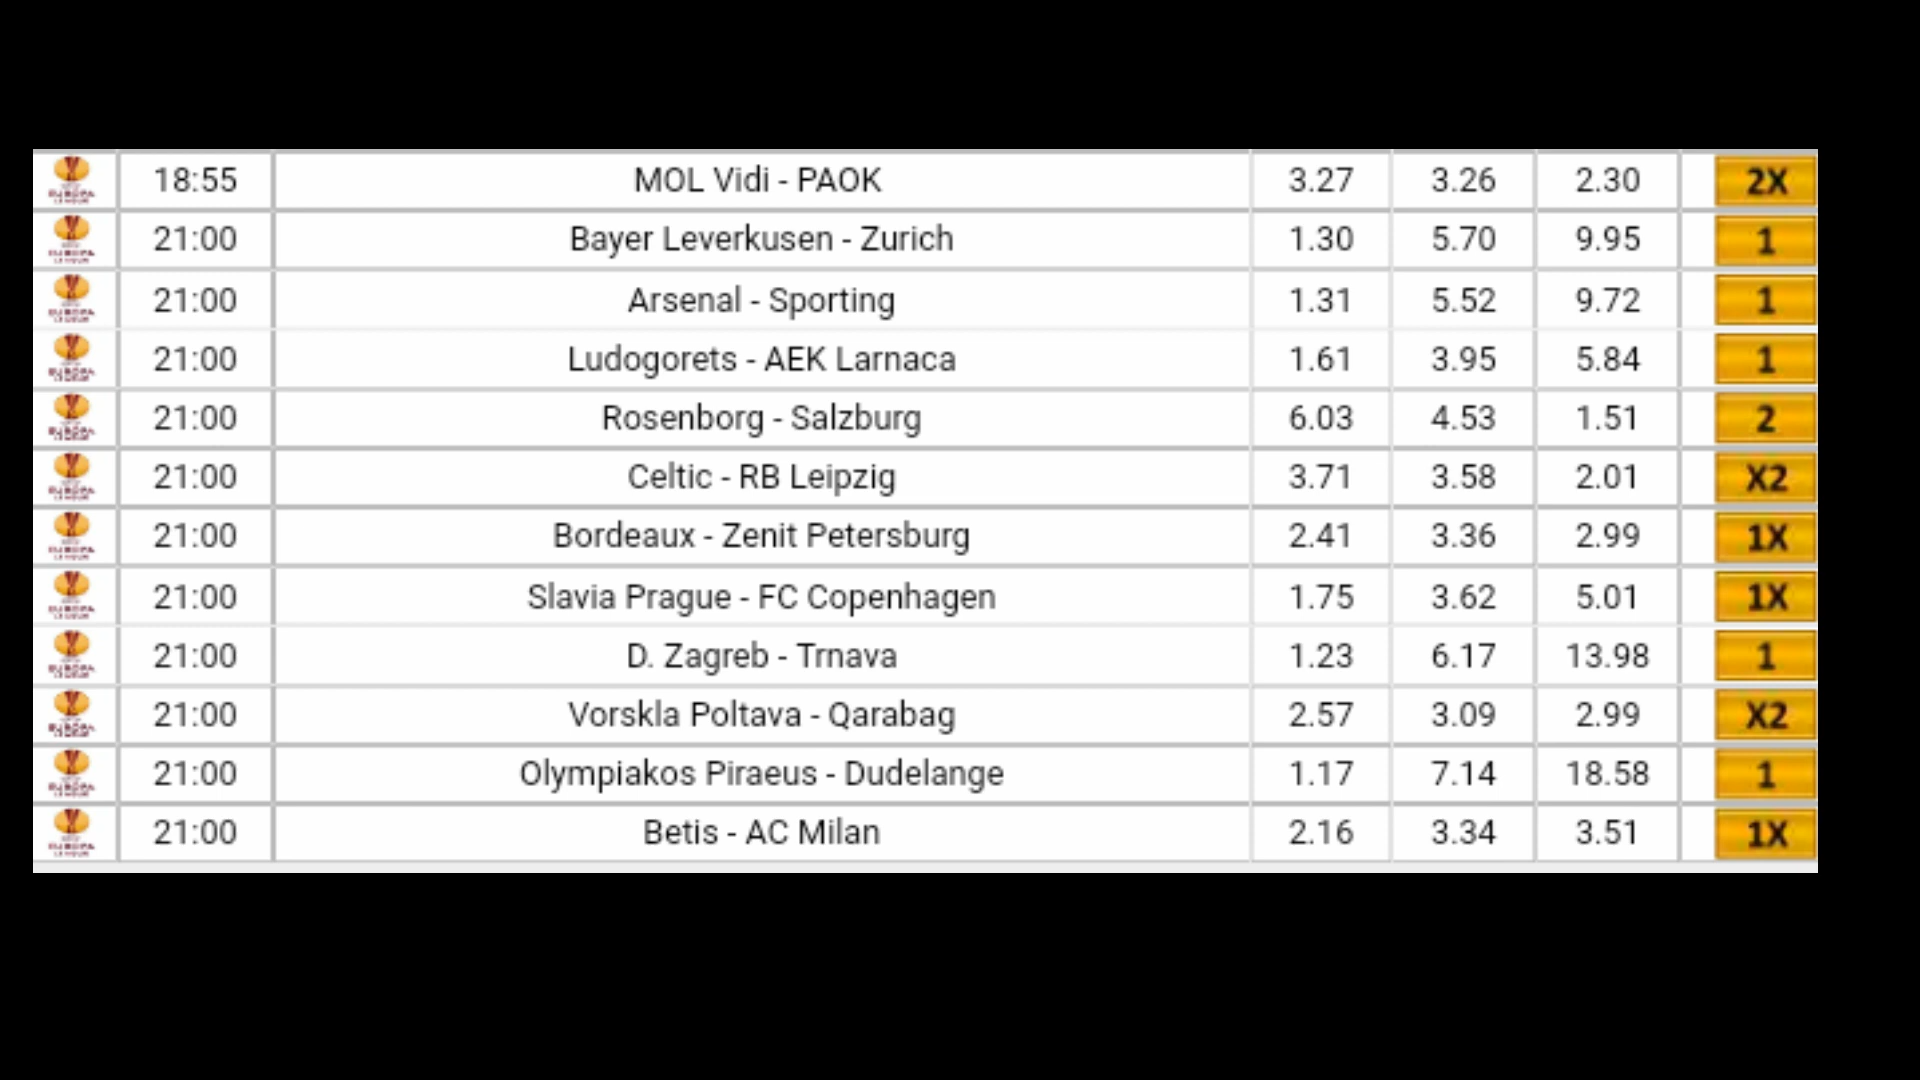 18:55 MOL Vidi - PAOK 3.27 3.26 2.30 2X
21:00 Bayer Leverkusen - Zurich 1.30 5.70 9.95 1
21:00 Arsenal - Sporting 1.31 5.52 9.72 1
21:00 Ludogorets - AEK Larnaca 1.61 3.95 5.84 1
21:00 Rosenborg - Salzburg 6.03 4.53 1.51 2
21:00 Celtic - RB Leipzig 3.71 3.58 2.01 X2
21:00 Bordeaux - Zenit Petersburg 2.41 3.36 2.99 1X
21:00 Slavia Prague - FC Copenhagen 1.75 3.62 5.01 1X
21:00 D. Zagreb - Trnava 1.23 6.17 13.98 1
21:00 Vorskla Poltava - Qarabag 2.57 3.09 2.99 X2
21:00 Olympiakos Piraeus - Dudelange 1.17 7.14 18.58 1
21:00 Betis - AC Milan 2.16 3.34 3.51 1X